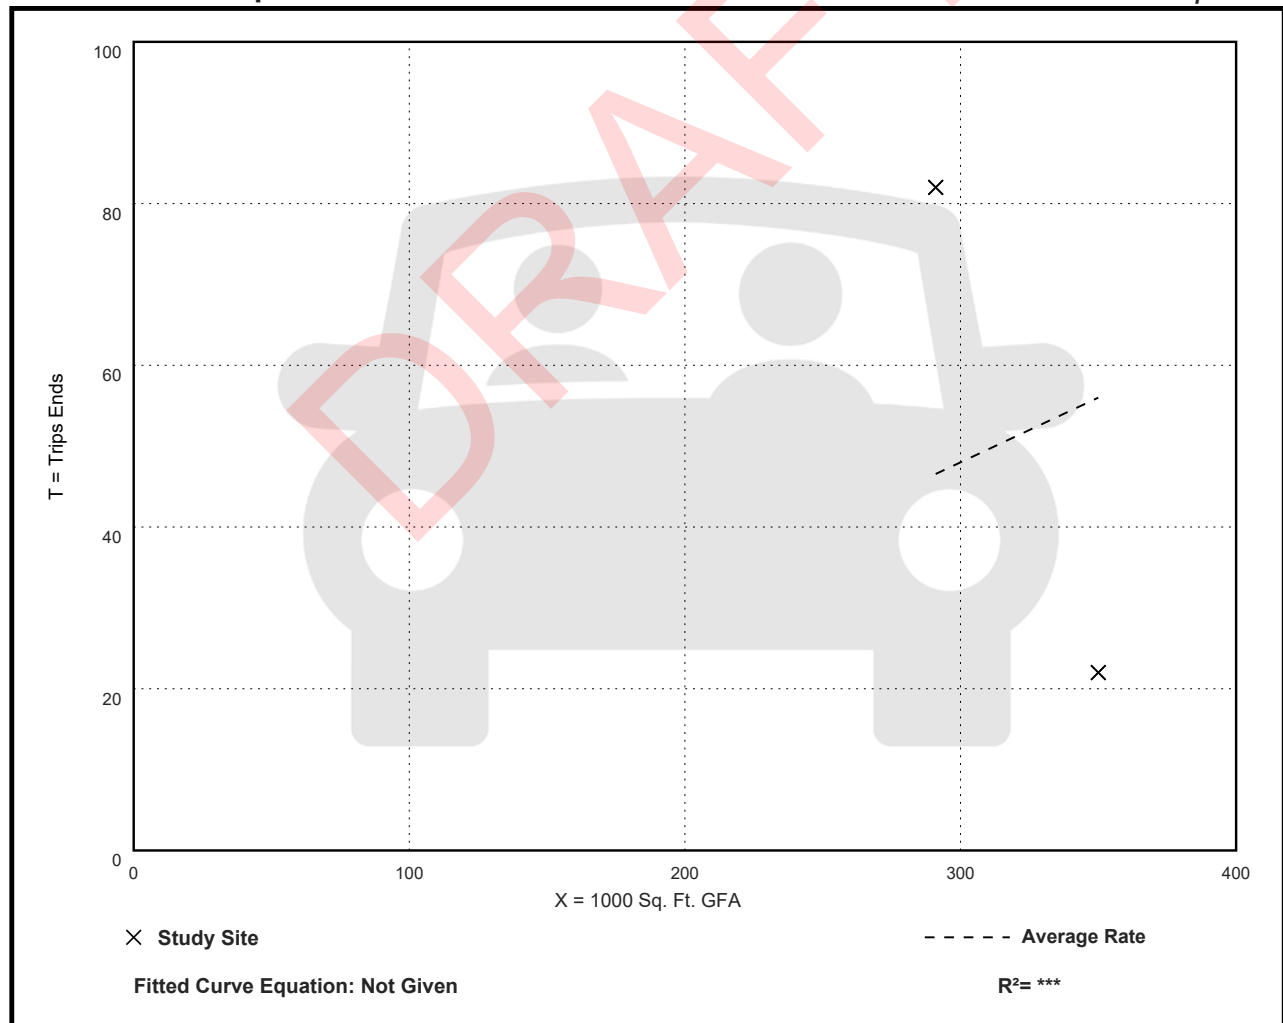 100
80
60
40
20
0
T = Trips Ends
0 100 200 300 400
X = 1000 Sq. Ft. GFA
Study Site
Average Rate
Fitted Curve Equation: Not Given
R²= ***